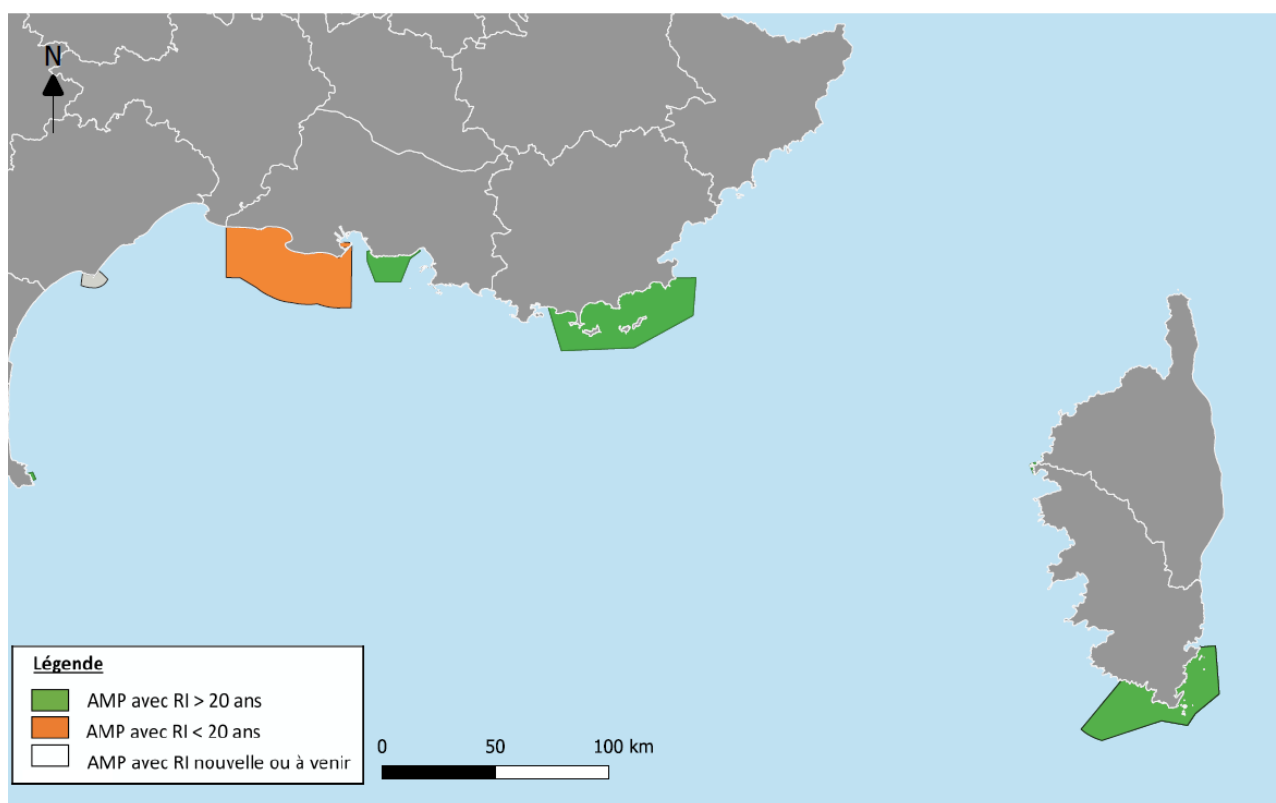 N
Légende
AMP avec RI > 20 ans
AMP avec RI < 20 ans
AMP avec RI nouvelle ou à venir
0 50 100 km